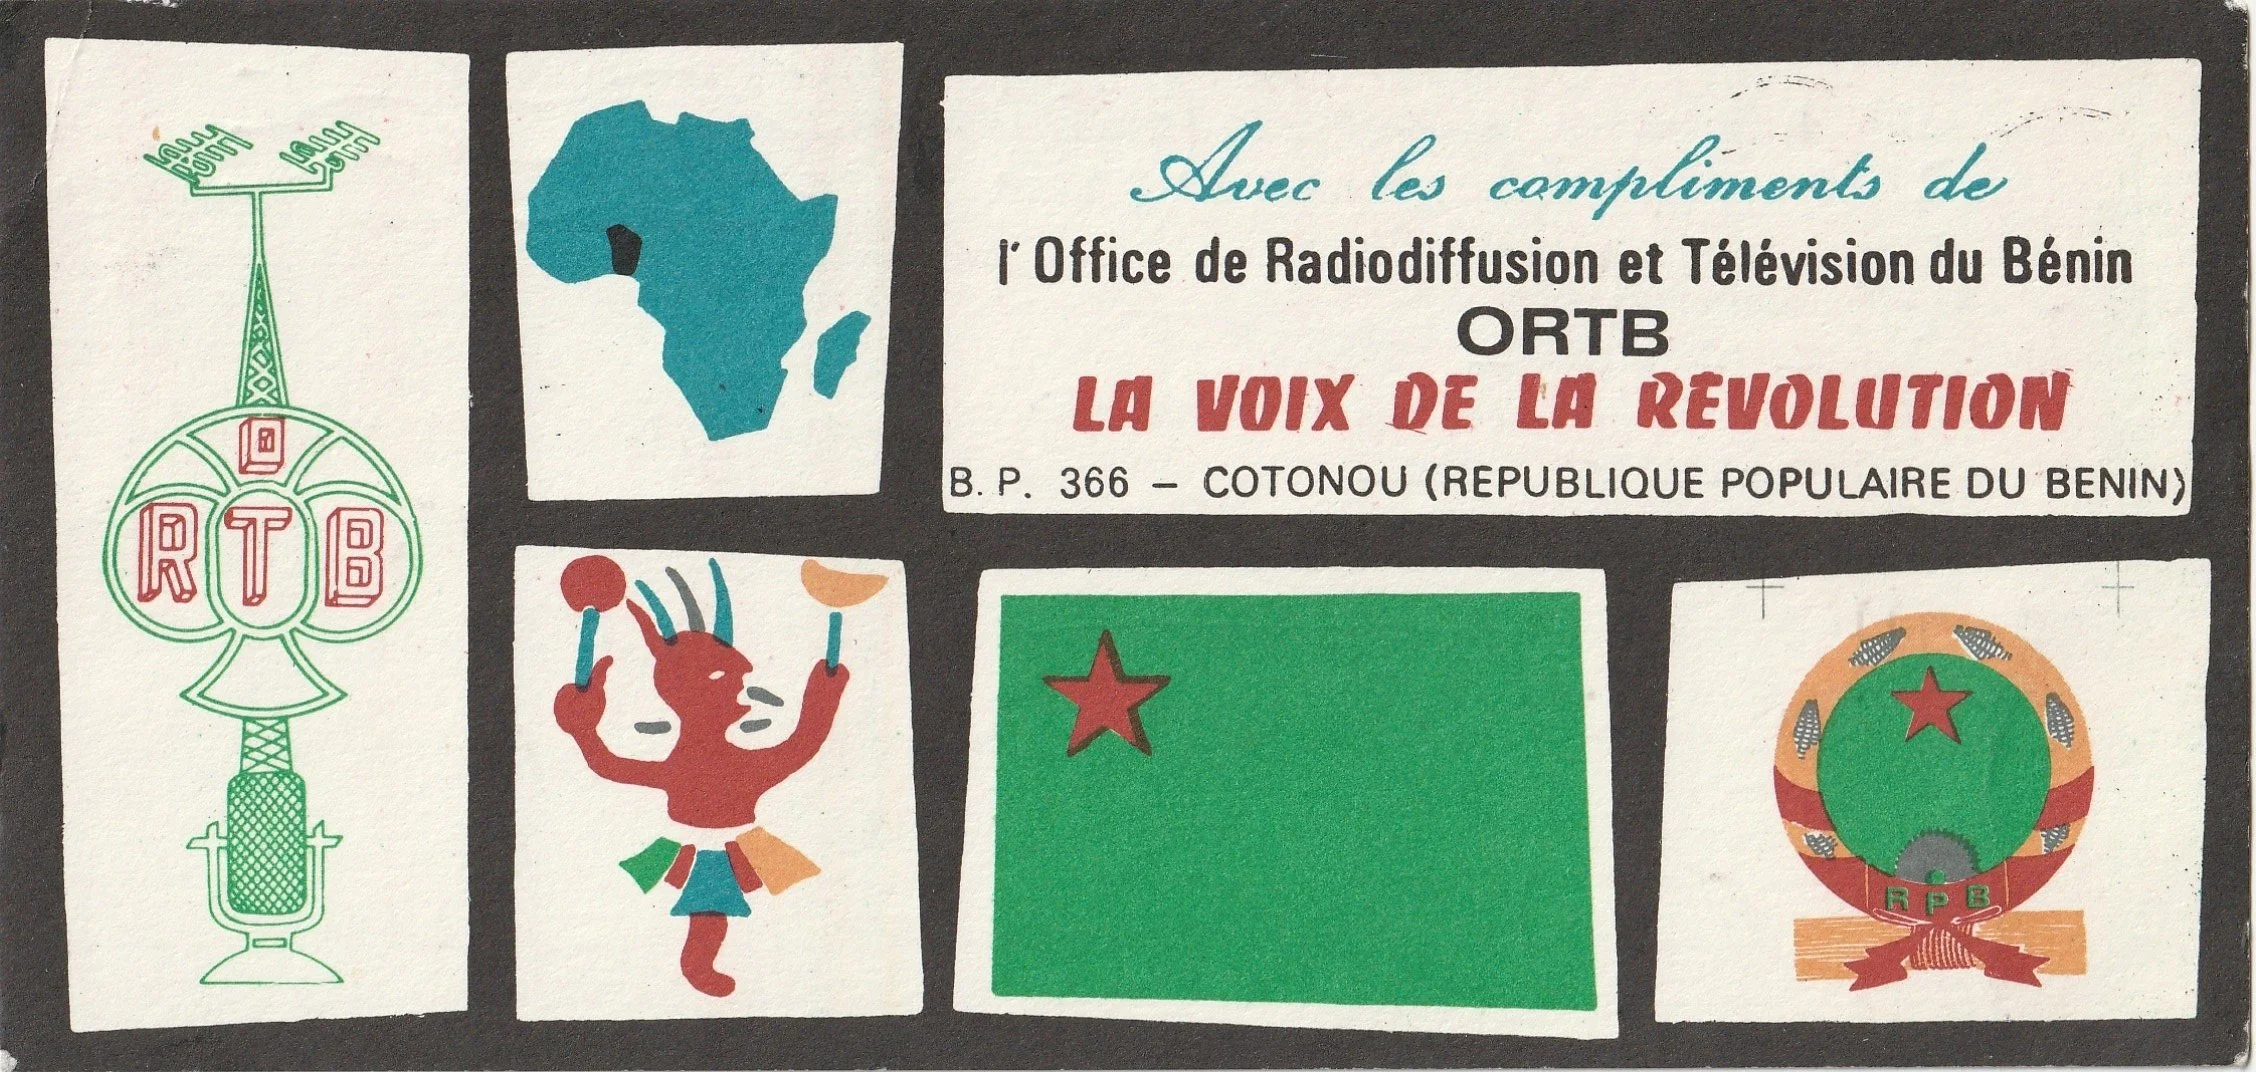 O
RTB
Avec les compliments de
l'Office de Radiodiffusion et Télévision du Bénin
ORTB
LA VOIX DE LA REVOLUTION
B. P. 366 – COTONOU (REPUBLIQUE POPULAIRE DU BENIN)
R P B